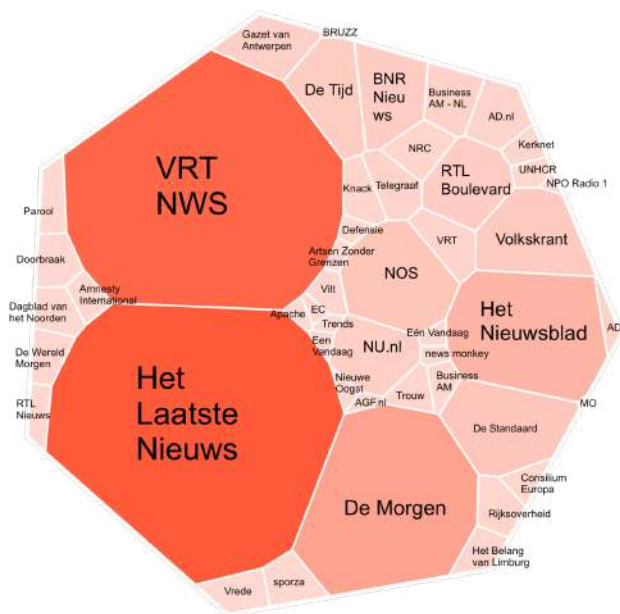 Gazet van
Antwerpen
BRUZZ
De Tijd
BNR
Nieu
ws
Business
AM - NL
AD.nl
VRT
NWS
NRC
Kerknet
RTL
Boulevard
UNHCR
NPO Radio 1
Knack
Telegraaf
Parool
Defensie
VRT
Volkskrant
Doorbraak
Artsen Zonder
Grenzen
NOS
Amnesty
International
Vilt
Dagblad van
het Noorden
Apache
EC
Trends
Het
Nieuwsblad
AD
Eén Vandaag
Een
Vandaag
NU.nl
news monkey
De Wereld
Morgen
Het
Laatste
Nieuws
Nieuwe
Oogst
Business
AM
Trouw
AGF.nl
MO
RTL
Nieuws
De Standaard
Consilium
Europa
De Morgen
Rijksoverheid
Het Belang
van Limburg
Vrede
sporza